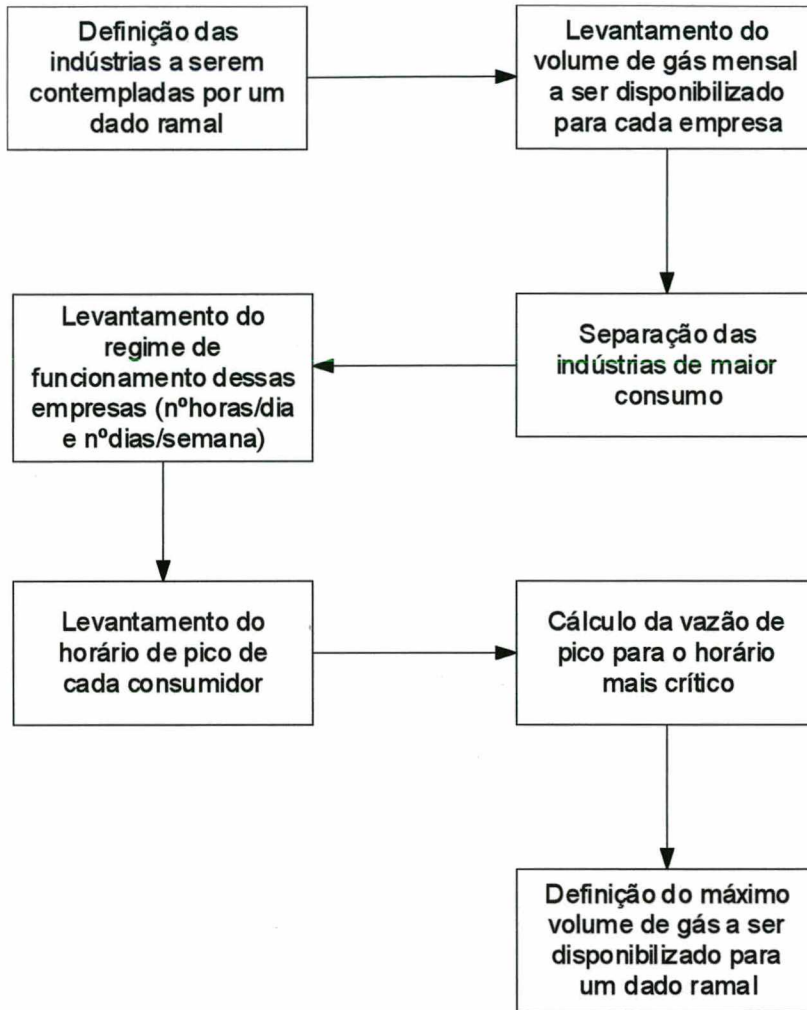 Definição das
indústrias a serem
contempladas por um
dado ramal
Levantamento do
volume de gás mensal
a ser disponibilizado
para cada empresa
Separação das
indústrias de maior
consumo
Levantamento do
regime de
funcionamento dessas
empresas (nºhoras/dia
e nºdias/semana)
Levantamento do
horário de pico de
cada consumidor
Cálculo da vazão de
pico para o horário
mais crítico
Definição do máximo
volume de gás a ser
disponibilizado para
um dado ramal